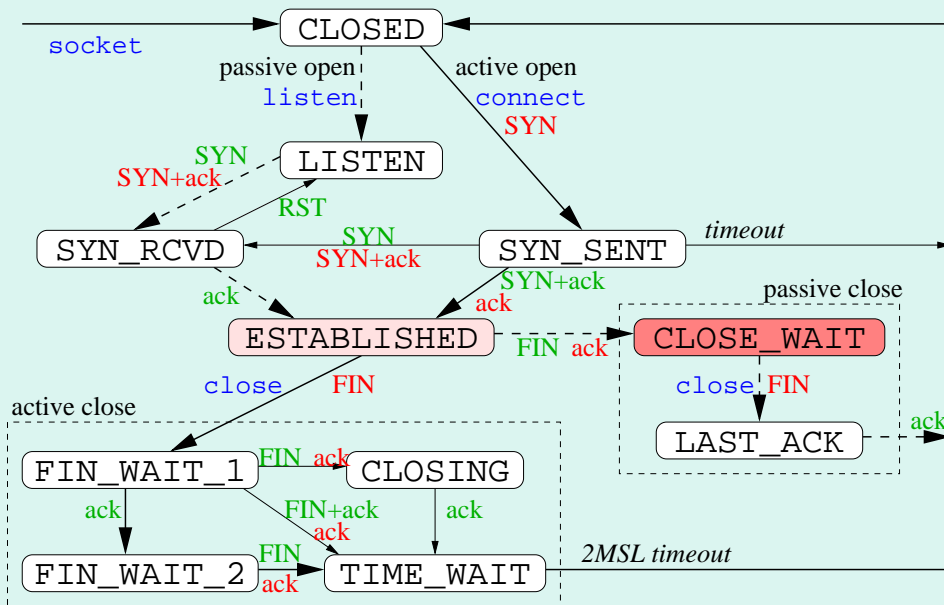 CLOSED
socket
passive open
active open
listen
connect
SYN
SYN
LISTEN
SYN+ack
RST
SYN_RCVD
SYN
SYN+ack
SYN_SENT
timeout
ack
SYN+ack
ack
passive close
ESTABLISHED
FIN ack
CLOSE_WAIT
close
FIN
close FIN
active close
LAST_ACK
ack
FIN_WAIT_1
FIN ack
CLOSING
ack
FIN+ack
ack
ack
FIN_WAIT_2
FIN
ack
TIME_WAIT
2MSL timeout